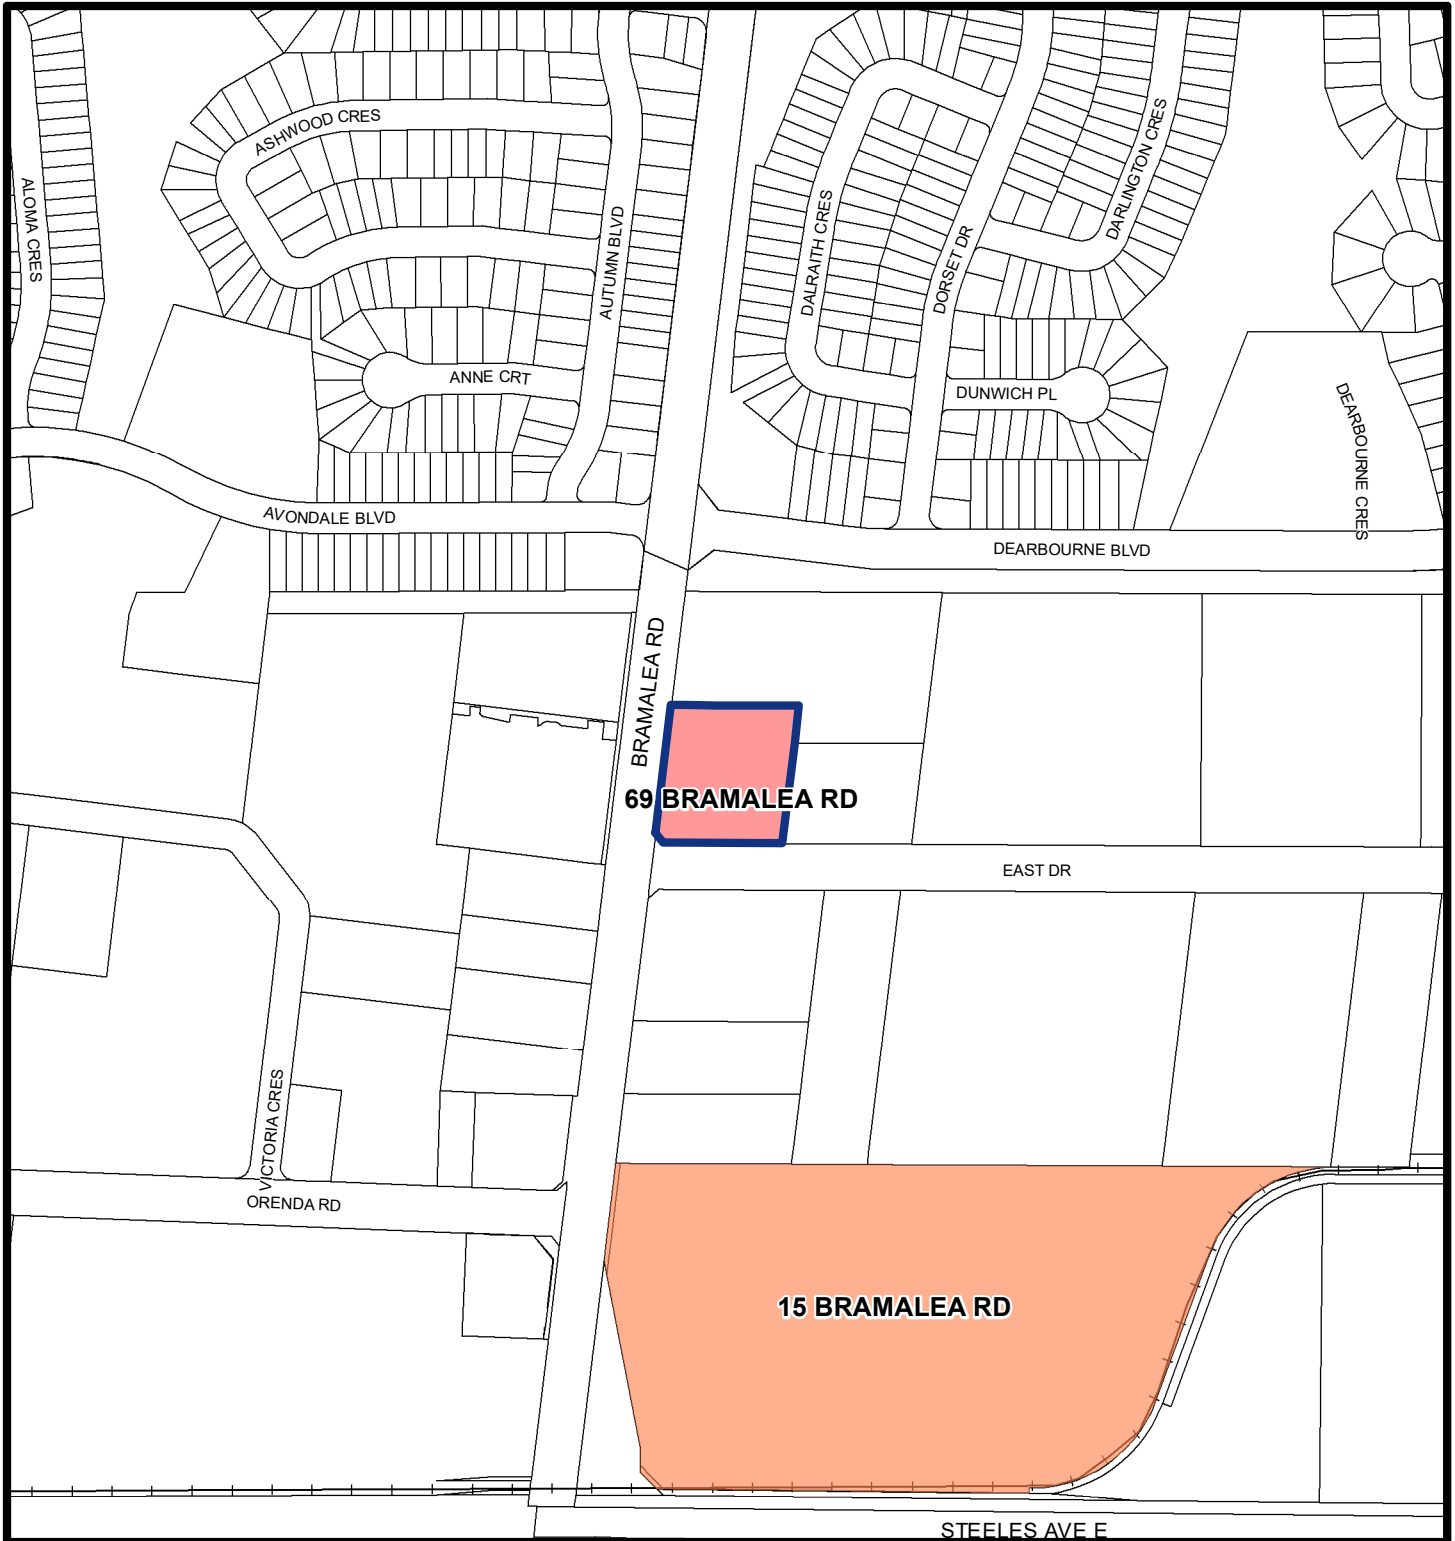 ASHWOOD CRES
DARLINGTON CRES
ALOMA CRES
AUTUMN BLVD
DALRAITH CRES
DORSET DR
ANNE CRT
DUNWICH PL
DEARBOURNE CRES
AVONDALE BLVD
DEARBOURNE BLVD
BRAMALEA RD
69 BRAMALEA RD
EAST DR
VICTORIA CRES
ORENDA RD
15 BRAMALEA RD
STEELES AVE E